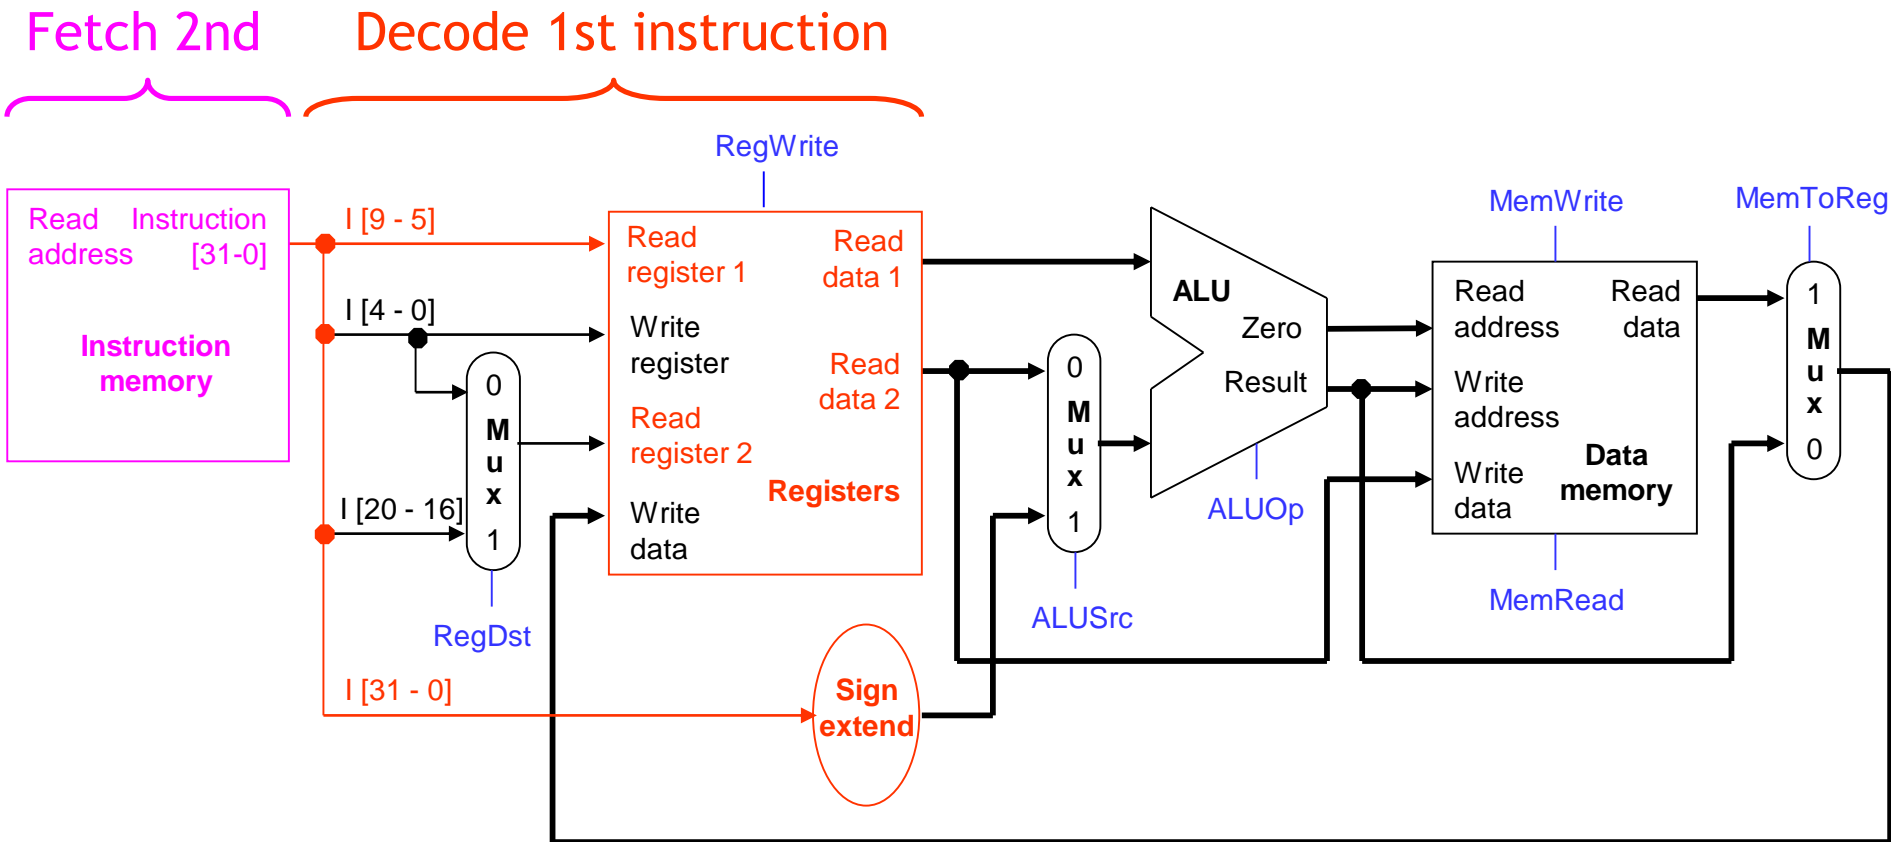 Fetch 2nd
Decode 1st instruction
RegWrite
MemWrite
MemToReg
Read Instruction
address [31-0]
Instruction
memory
I [9 - 5]
I [4 - 0]
I [20 - 16]
I [31 - 0]
0
M
u
x
1
RegDst
Read
register 1
Write
register
Read
register 2
Write
data
Read
data 1
Read
data 2
Registers
Sign
extend
0
M
u
x
1
ALUSrc
ALU
Zero
Result
ALUOp
Read
address
Write
address
Write
data
Read
data
Data
memory
MemRead
1
M
u
x
0